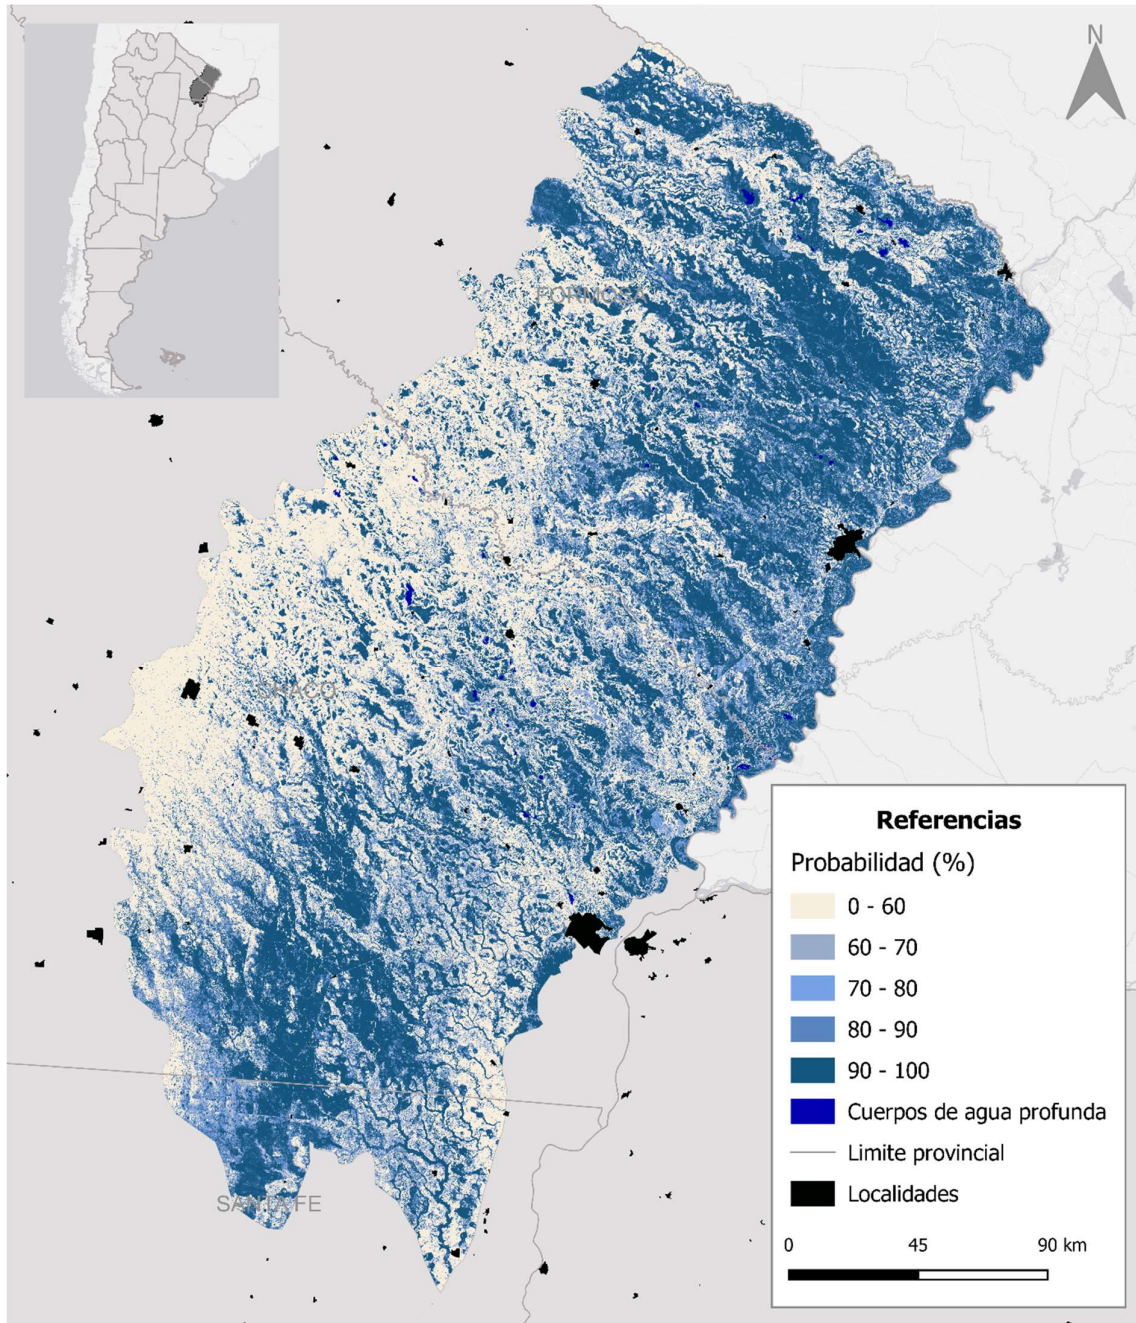 N
FORMOSA
CHACO
SANTA FE
Referencias
Probabilidad (%)
0 - 60
60 - 70
70 - 80
80 - 90
90 - 100
Cuerpos de agua profunda
Limite provincial
Localidades
0 45 90 km